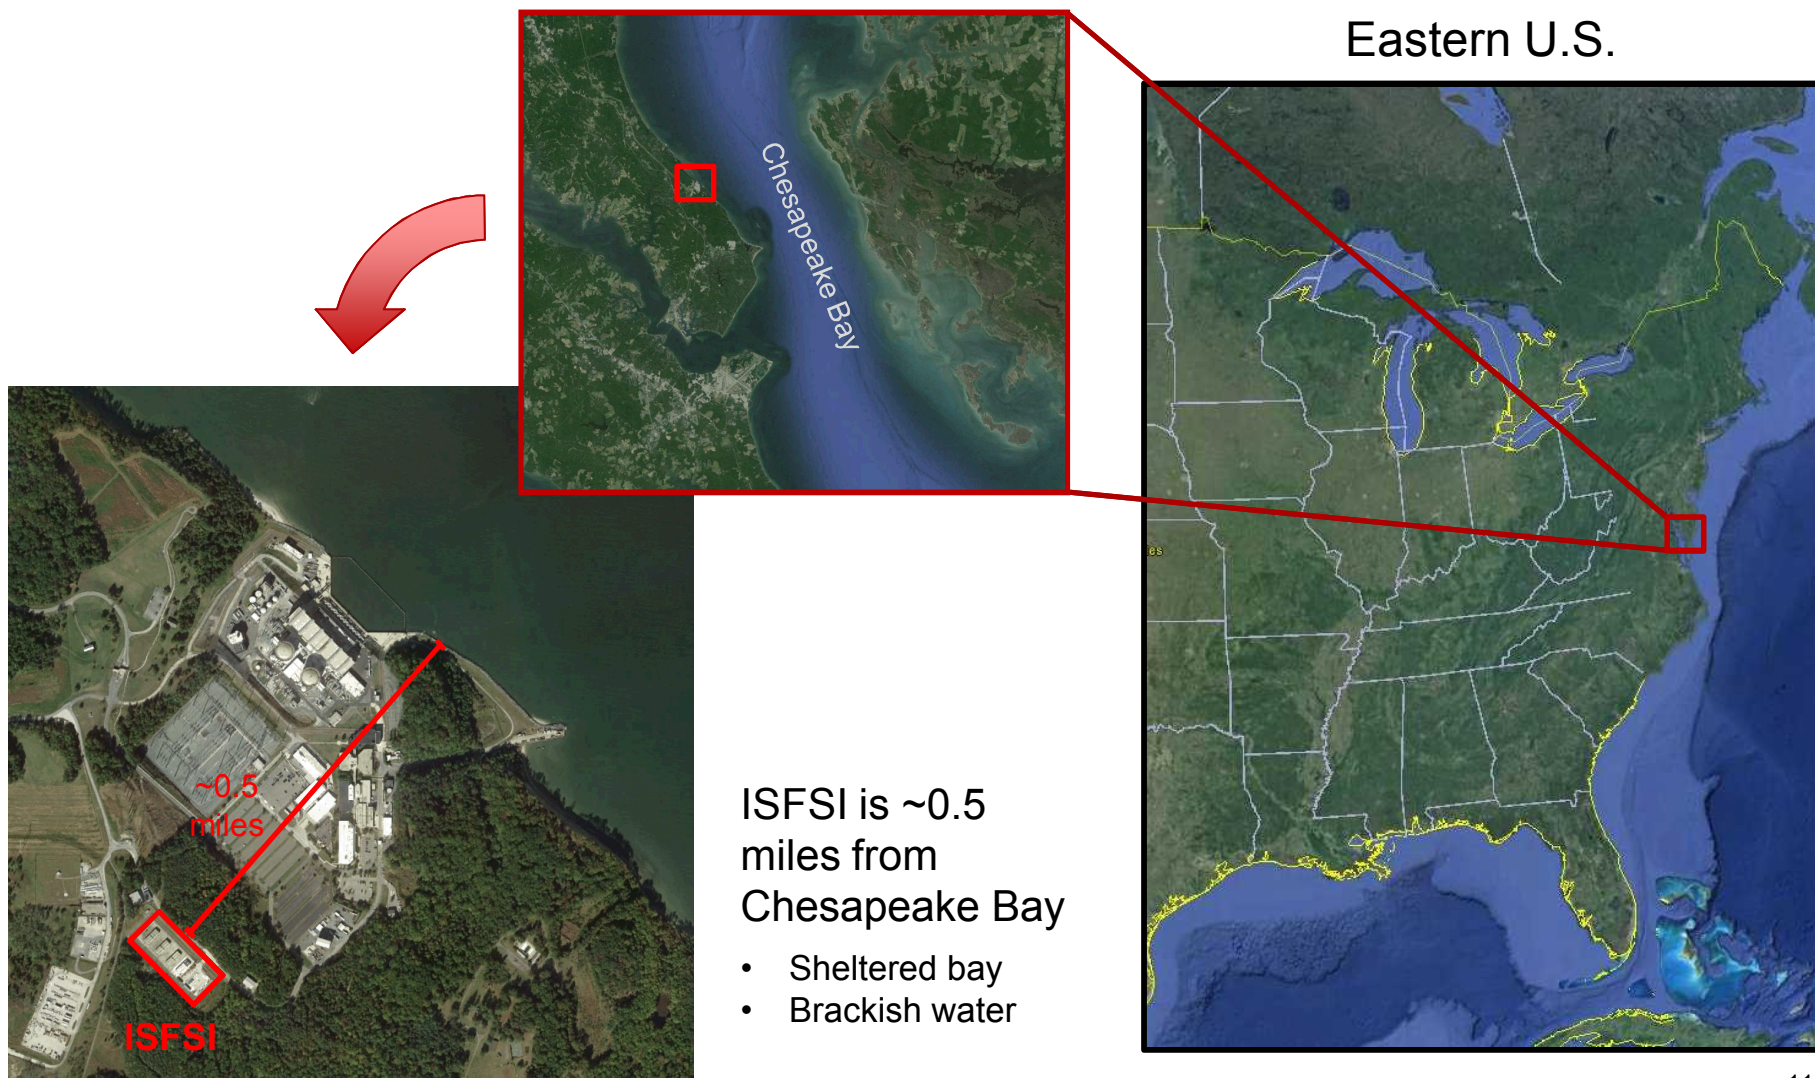 Eastern U.S.
Chesapeake Bay
~0.5
miles
ISFSI
ISFSI is ~0.5
miles from
Chesapeake Bay
• Sheltered bay
• Brackish water
es